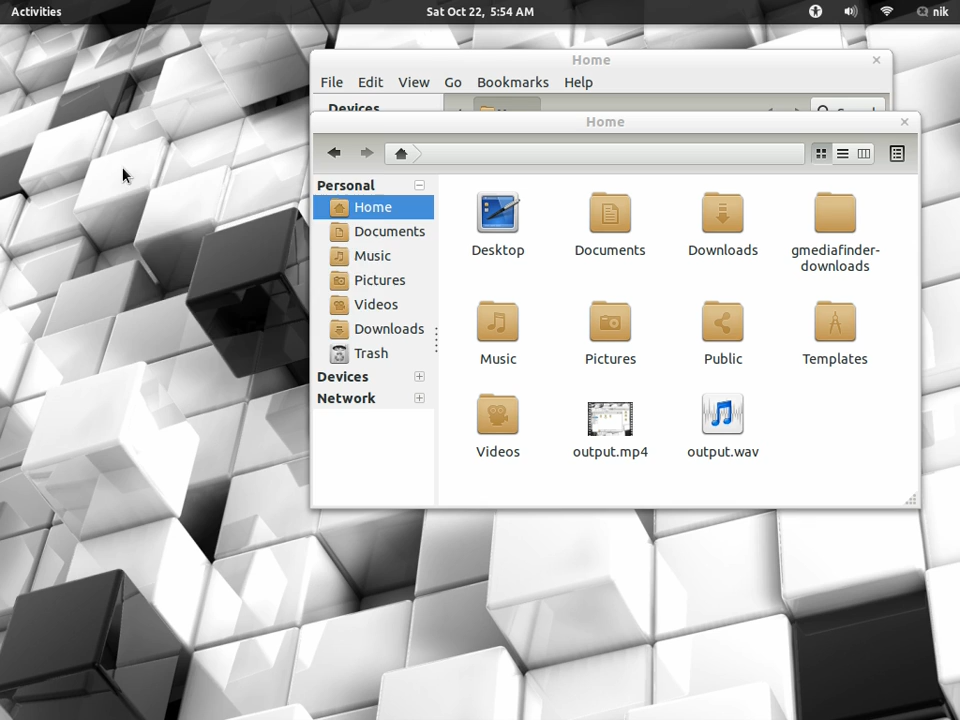 Activities
Sat Oct 22, 5:54 AM
nik
Home
File Edit View Go Bookmarks Help
Devices
Home
Personal
Home
Documents
Music
Pictures
Videos
Downloads
Trash
Devices
Network
Desktop
Documents
Downloads
gmediafinder-
downloads
Music
Pictures
Public
Templates
Videos
output.mp4
output.wav